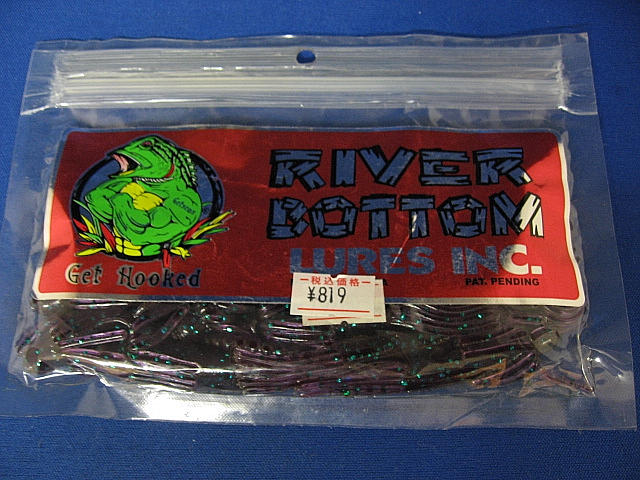 RIVER
BOTTOM
LURES INC.
Get Hooked
PAT. PENDING
税込価格
¥819